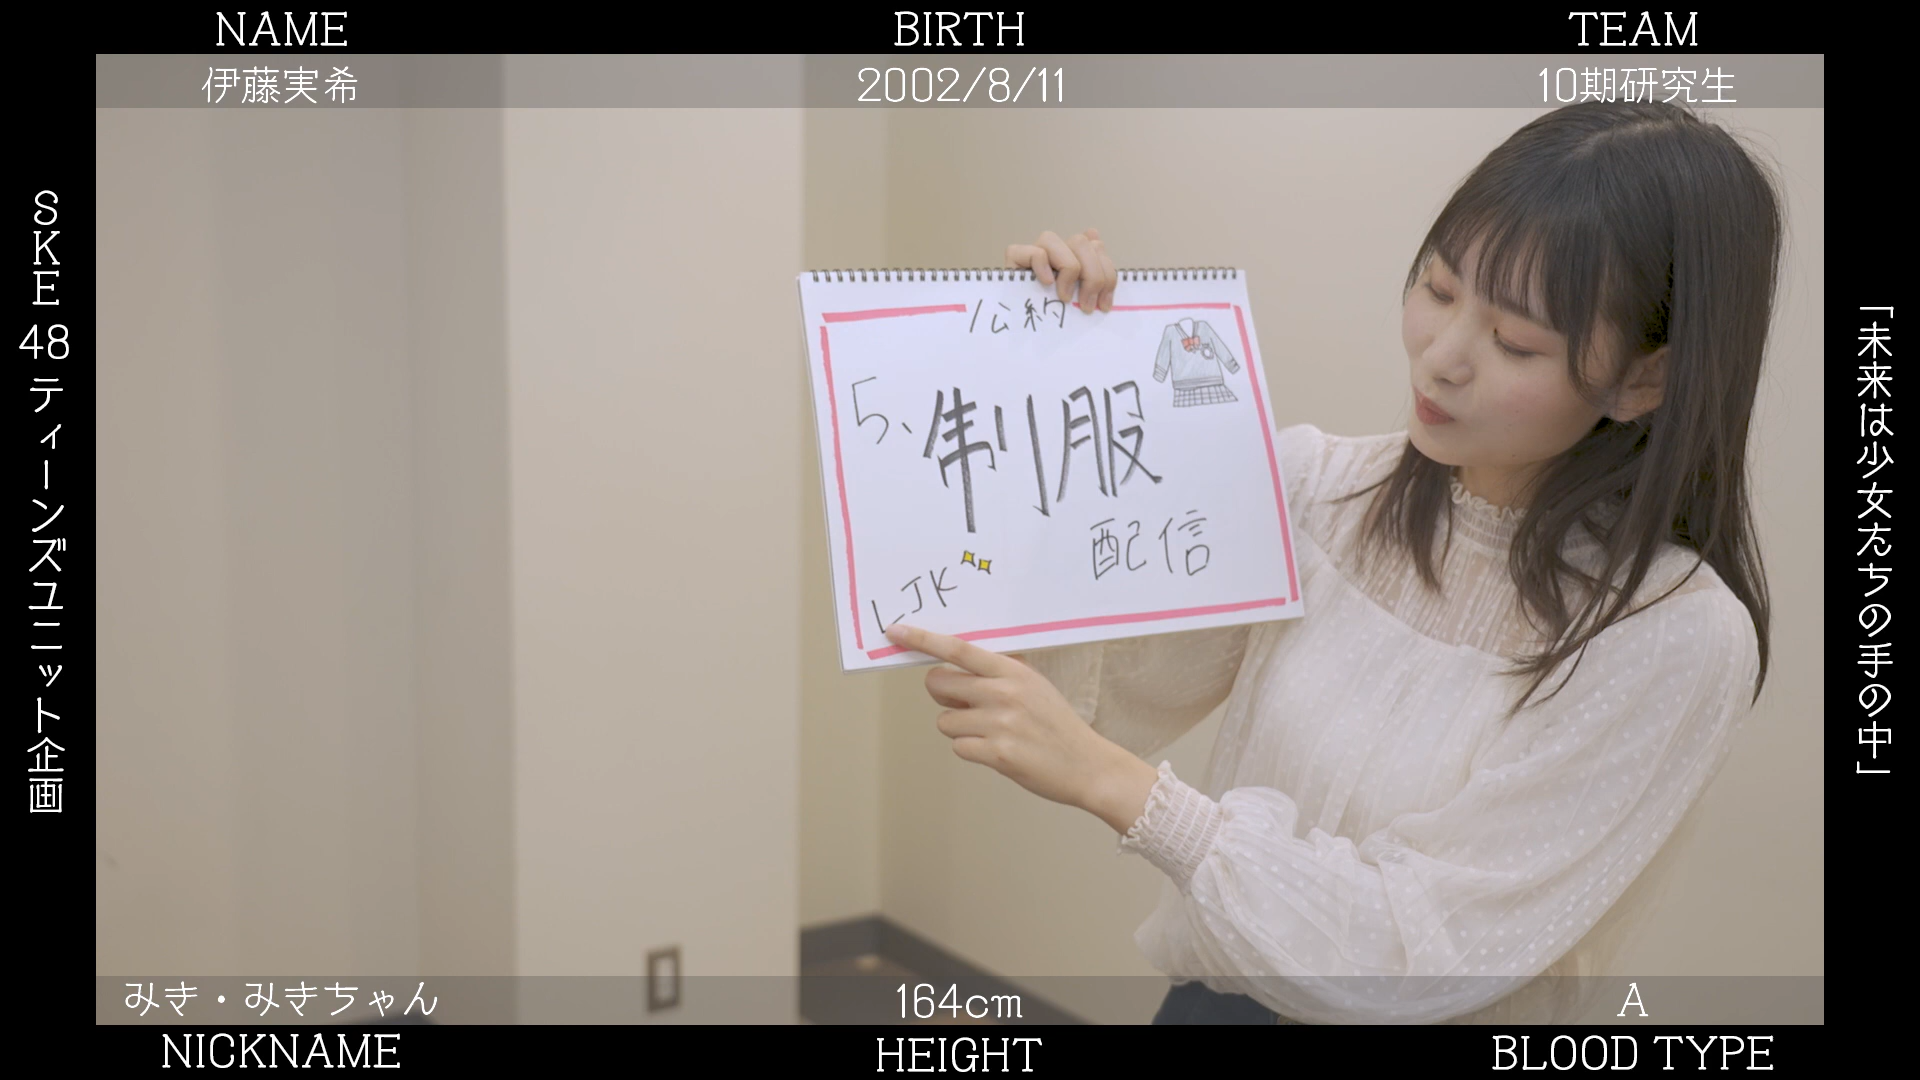 NAME
伊藤実希
BIRTH
2002/8/11
TEAM
10期研究生
SKE48ティーンズユニット企画
公約
5、制服
配信
LJK
「未来は少女たちの手の中」
みき・みきちゃん
NICKNAME
164cm
HEIGHT
A
BLOOD TYPE